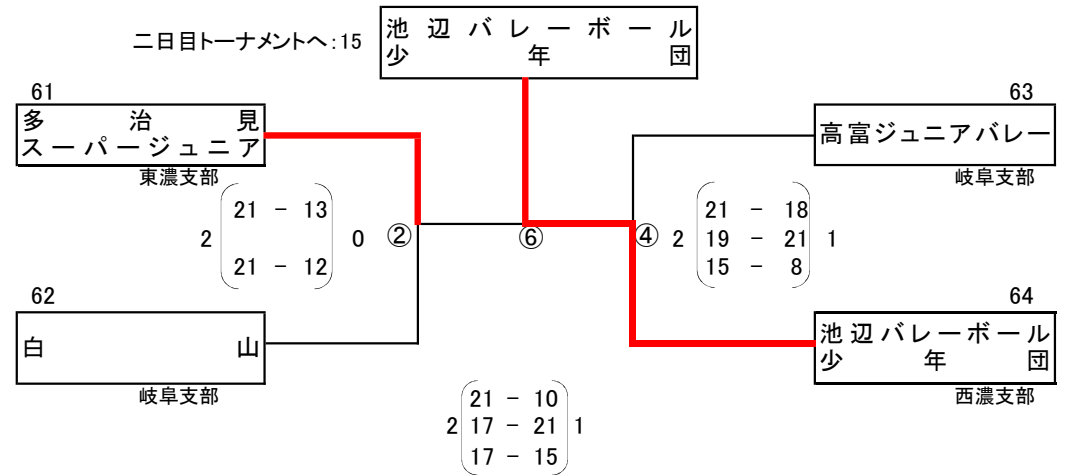 二日目トーナメントへ:15
池辺バレーボール
少年団
61
多治見
スーパージュニア
東濃支部
63
高富ジュニアバレー
岐阜支部
2
21 - 13
21 - 12
0
②
⑥
④
2
21 - 18
19 - 21
15 - 8
1
62
白山
岐阜支部
64
池辺バレーボール
少年団
西濃支部
2
21 - 10
17 - 21
17 - 15
1